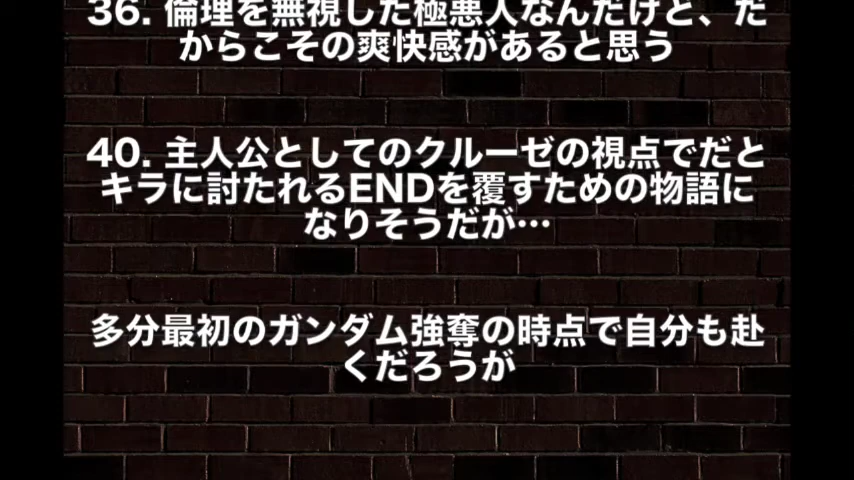 36. 倫理を無視した極悪人なんだけど、だ
からこその爽快感があると思う
40. 主人公としてのクルーゼの視点でだと
キラに討たれるENDを覆すための物語に
なりそうだが…
多分最初のガンダム強奪の時点で自分も赴
くだろうが